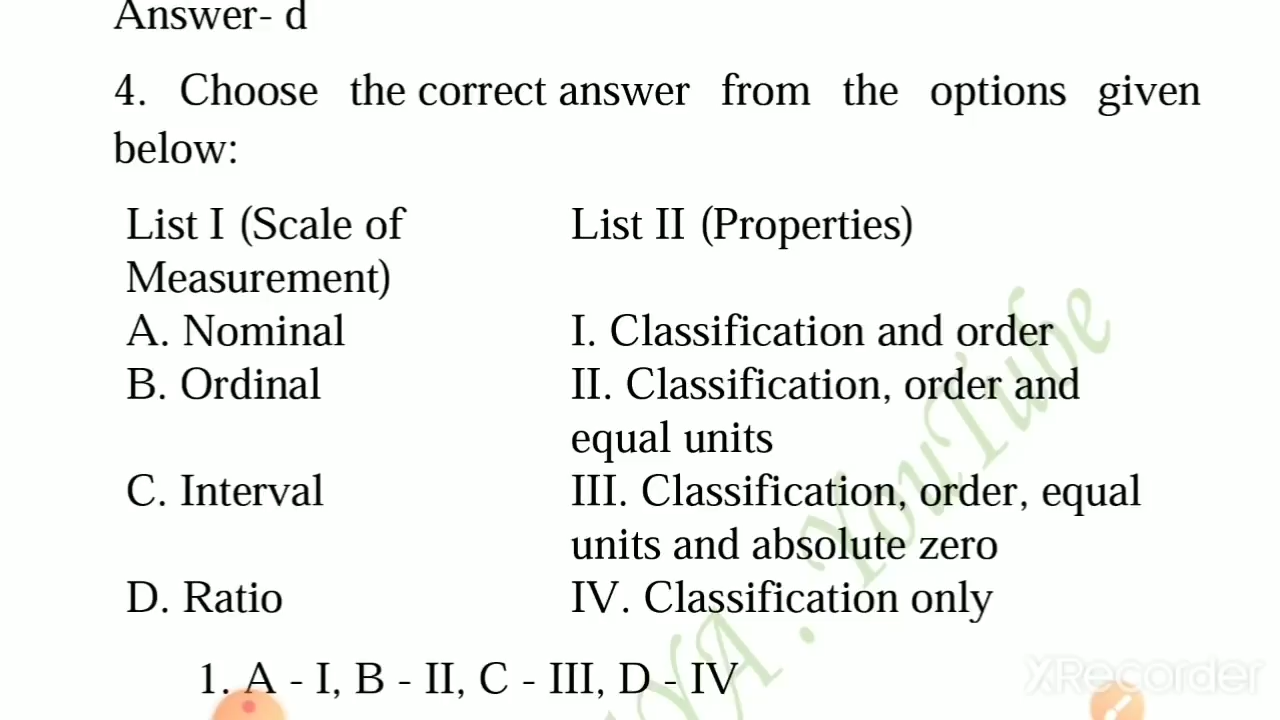 Answer- d
4. Choose the correct answer from the options given
below:
List I (Scale of
Measurement)
List II (Properties)
A. Nominal
I. Classification and order
B. Ordinal
II. Classification, order and
equal units
C. Interval
III. Classification, order, equal
units and absolute zero
D. Ratio
IV. Classification only
1. A - I, B - II, C - III, D - IV
YouTube
XRecorder